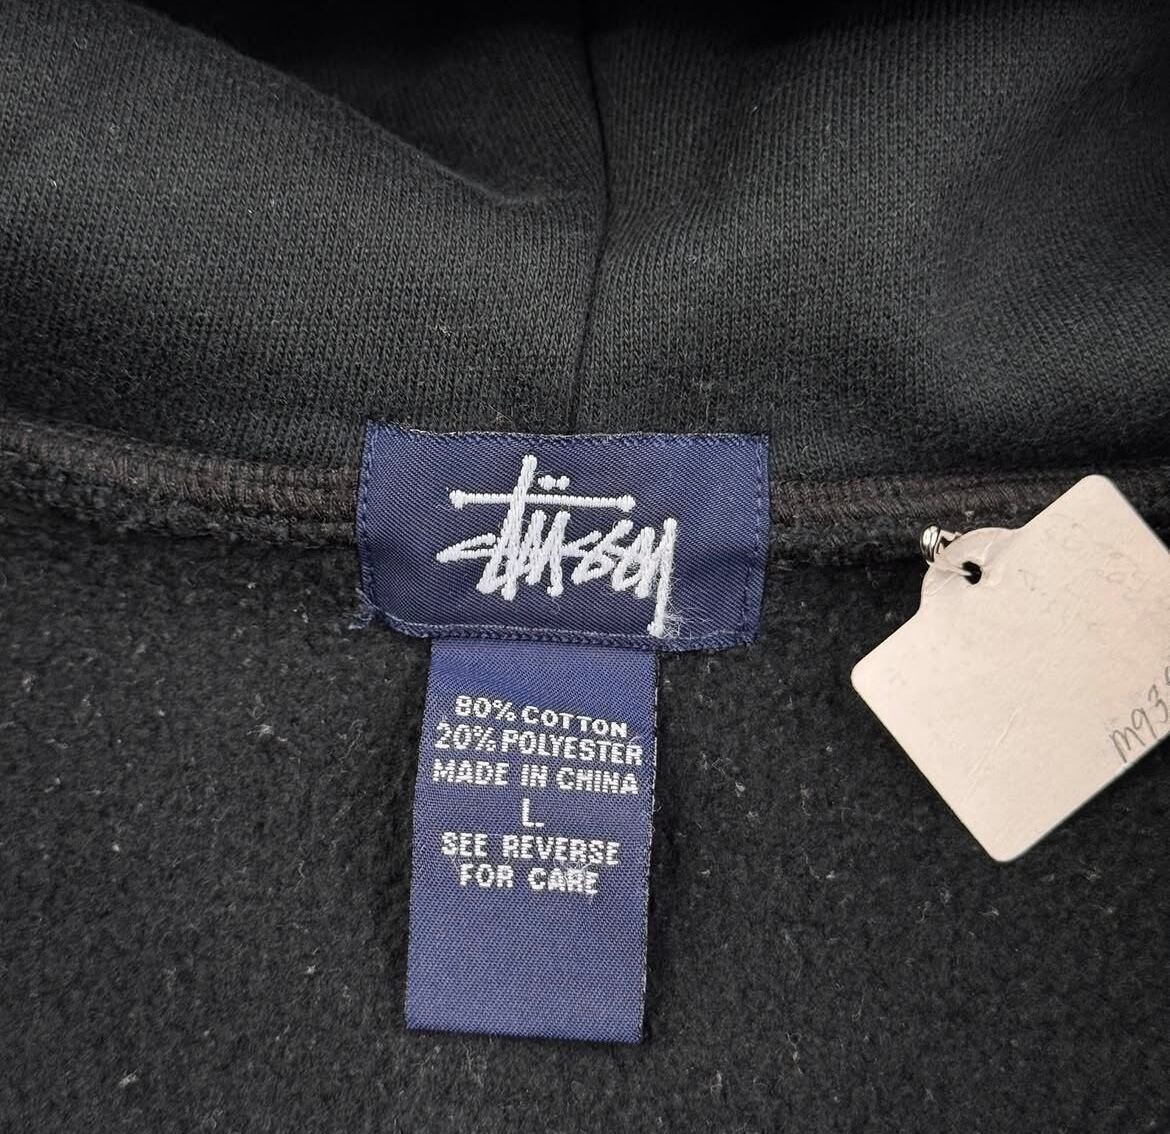 Stüssy
80% COTTON
20% POLYESTER
MADE IN CHINA
L
SEE REVERSE
FOR CARE